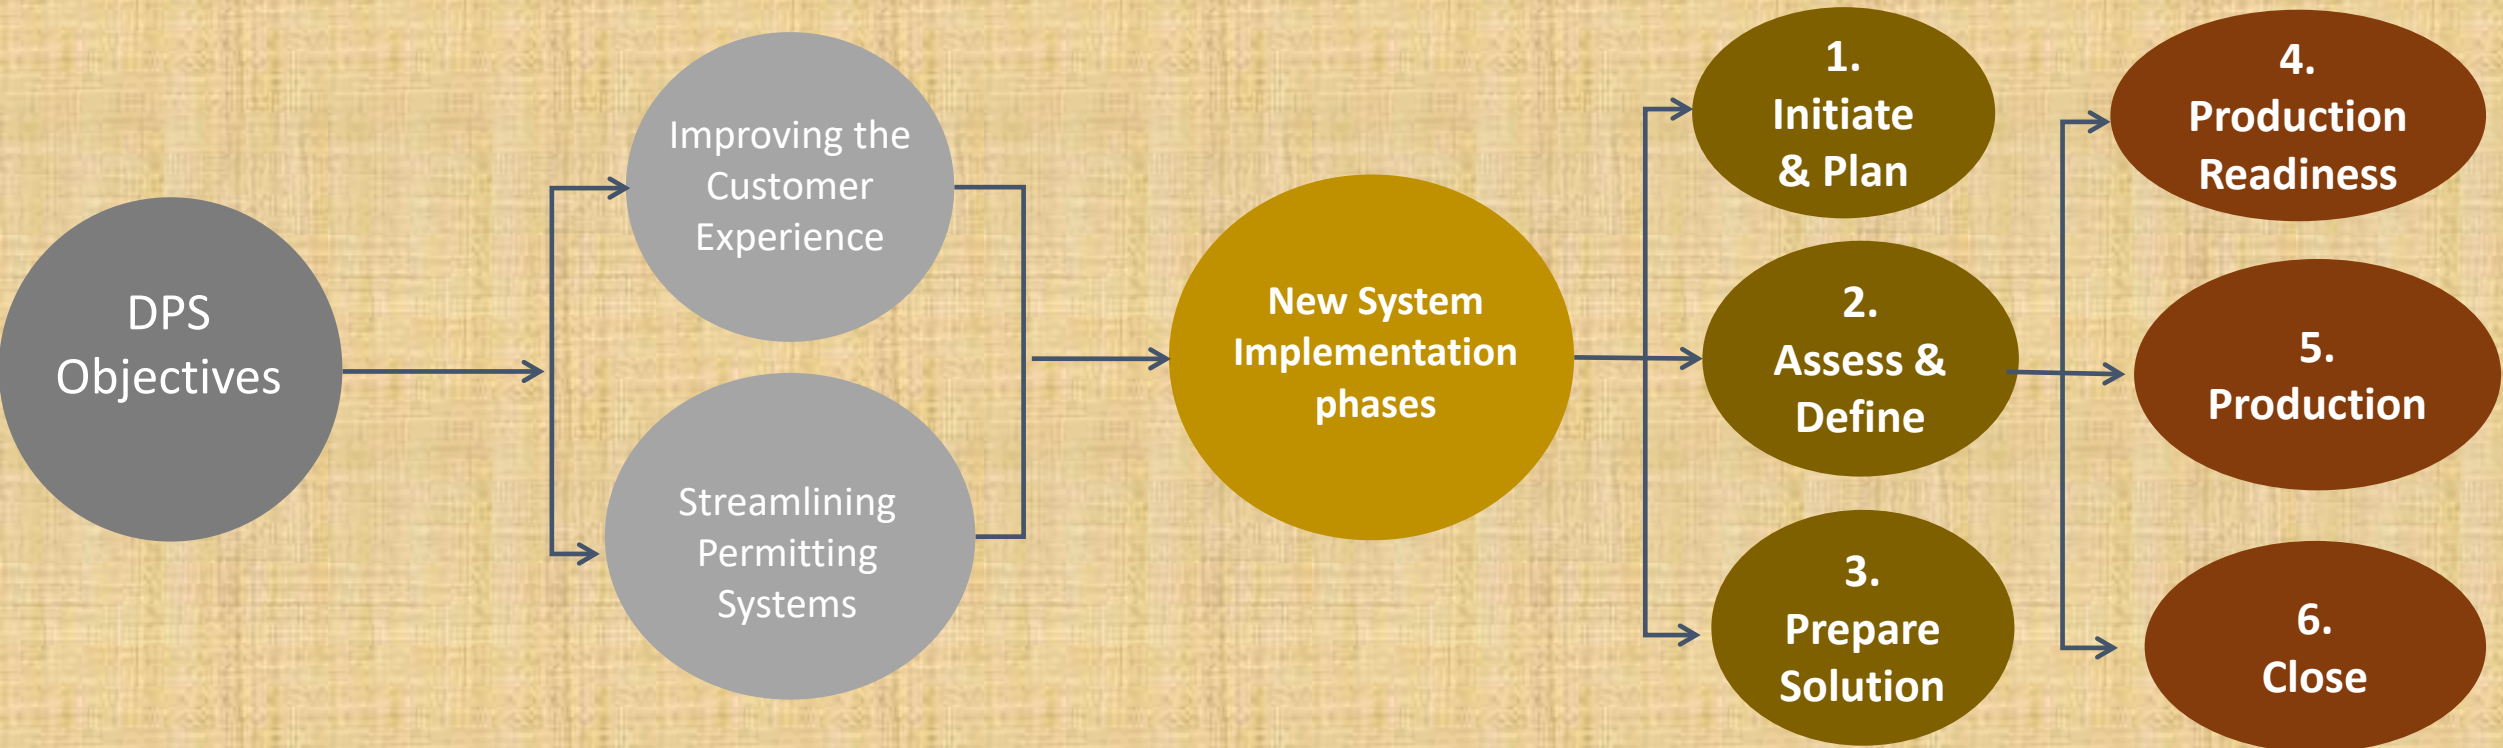 DPS
Objectives
Improving the
Customer
Experience
Streamlining
Permitting
Systems
New System
Implementation
phases
1.
Initiate
& Plan
2.
Assess &
Define
3.
Prepare
Solution
4.
Production
Readiness
5.
Production
6.
Close